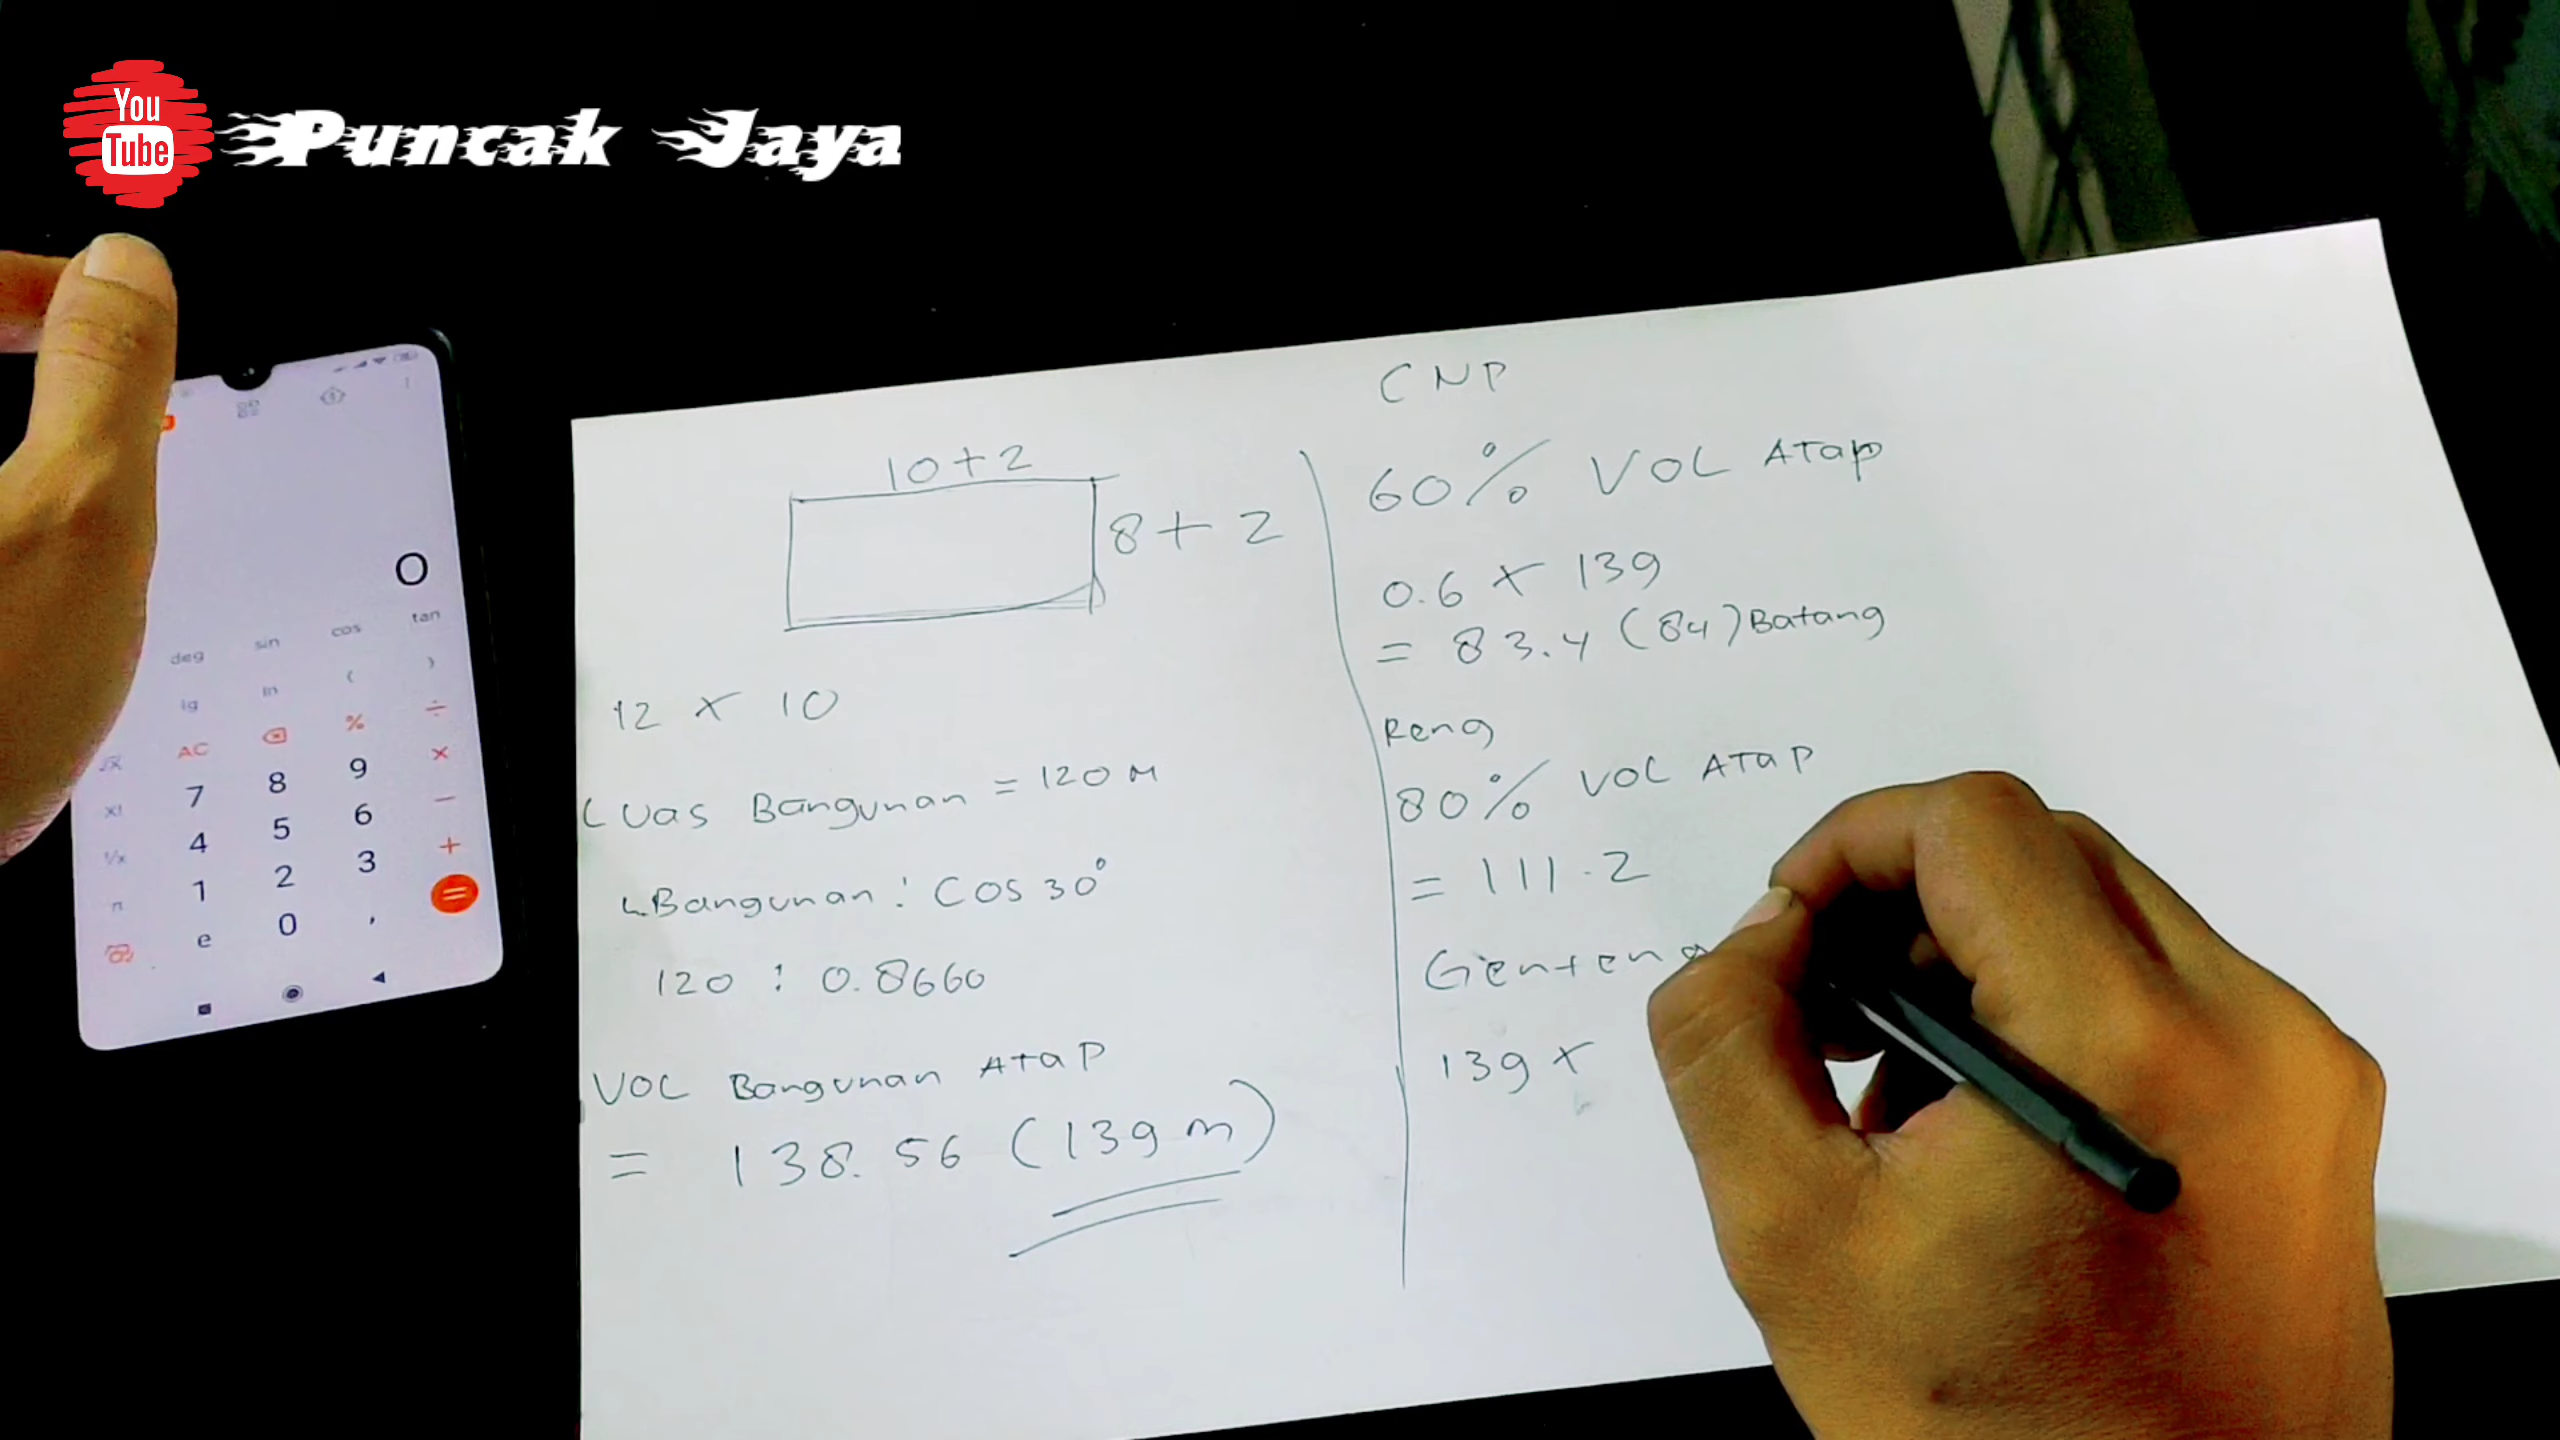 You
Tube
Puncak Jaya
0
deg sin cos tan
lg ln ( )
√x AC % ÷
x! 7 8 9 ×
1/x 4 5 6 −
π 1 2 3 +
e 0 , =
10+2
8+2
12 x 10
Luas Bangunan = 120 M
L.Bangunan : Cos 30°
120 : 0.8660
VOL Bangunan ATaP
= 138.56 (139 m)
CNP
60% VOL ATap
0.6 x 139
= 83.4 (84) Batang
Reng
80% VOL ATaP
= 111.2
Genteng
139 x